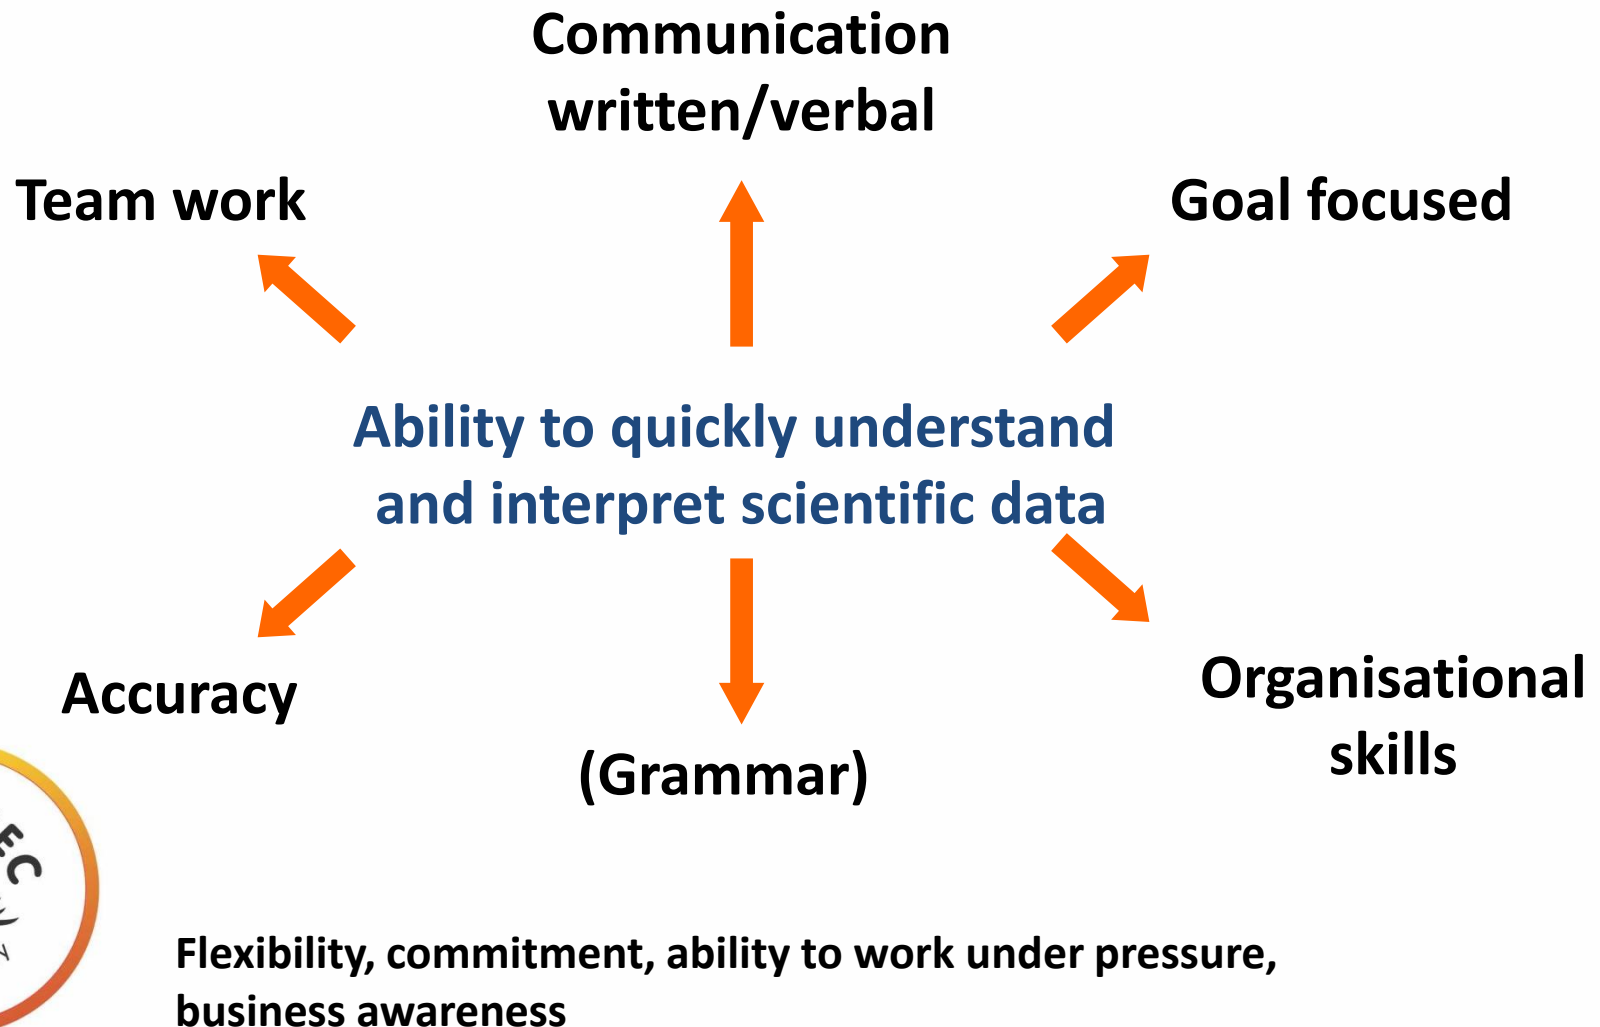 Communication
written/verbal
Team work
Goal focused
Ability to quickly understand
and interpret scientific data
Accuracy
Organisational
skills
(Grammar)
Flexibility, commitment, ability to work under pressure,
business awareness